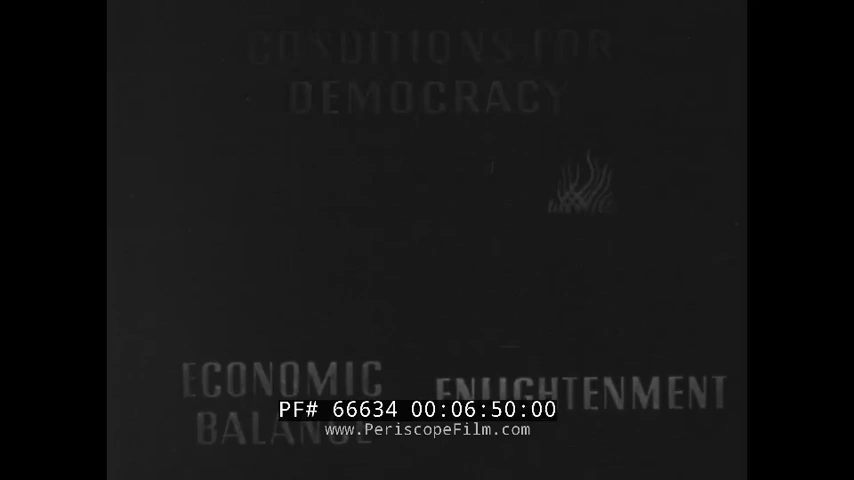 CONDITIONS FOR
DEMOCRACY
ECONOMIC
BALANCE
ENLIGHTENMENT
PF# 66634 00:06:50:00
www.PeriscopeFilm.com